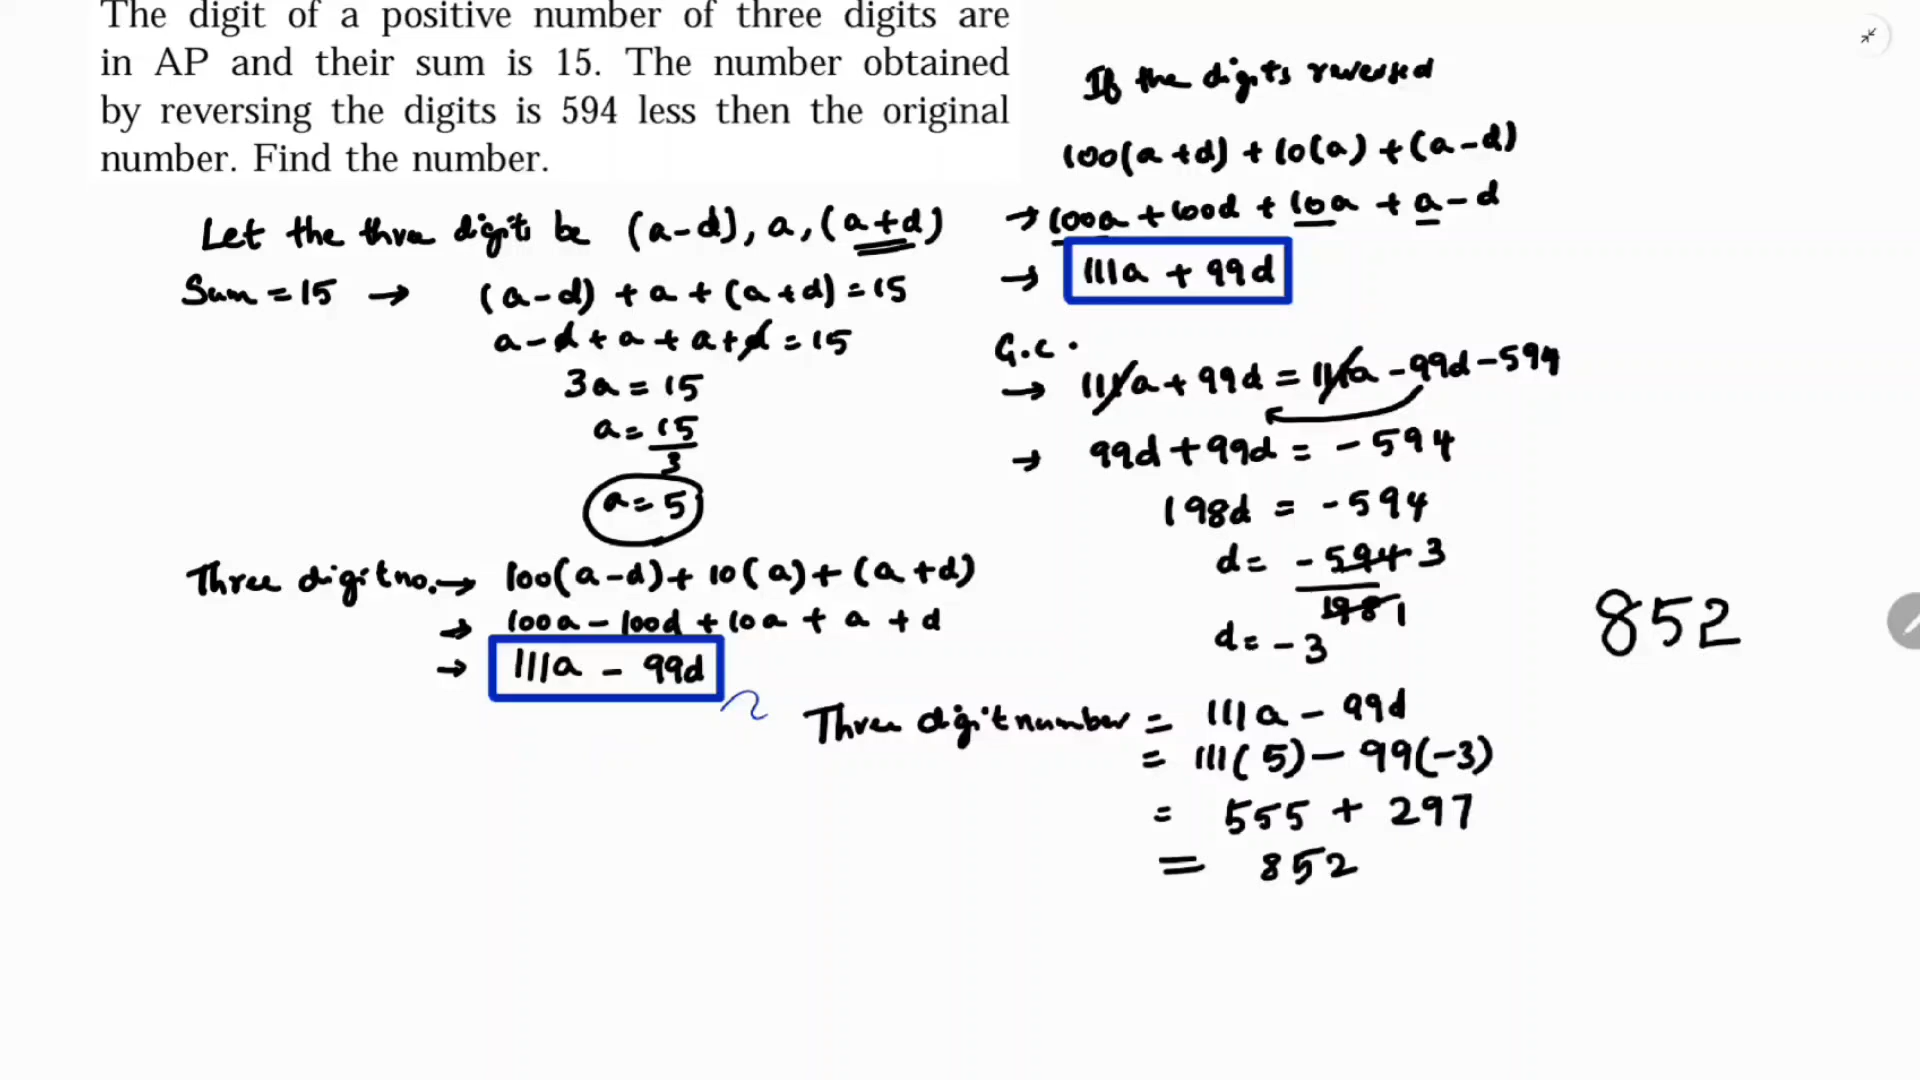 The digit of a positive number of three digits are
in AP and their sum is 15. The number obtained
by reversing the digits is 594 less then the original
number. Find the number.
Let the three digits be (a-d), a, (a+d)
Sum = 15 → (a-d) + a + (a+d) = 15
a - d + a + a + d = 15
3a = 15
a = 15/3
a = 5
Three digit no. → 100(a-d) + 10(a) + (a+d)
→ 100a - 100d + 10a + a + d
→ 111a - 99d
If the digits reversed
100(a+d) + 10(a) + (a-d)
→ 100a + 100d + 10a + a - d
→ 111a + 99d
G.C.
→ 111a + 99d = 111a - 99d - 594
→ 99d + 99d = -594
198d = -594
d = -594 3
198 1
d = -3
852
Three digit number = 111a - 99d
= 111(5) - 99(-3)
= 555 + 297
= 852